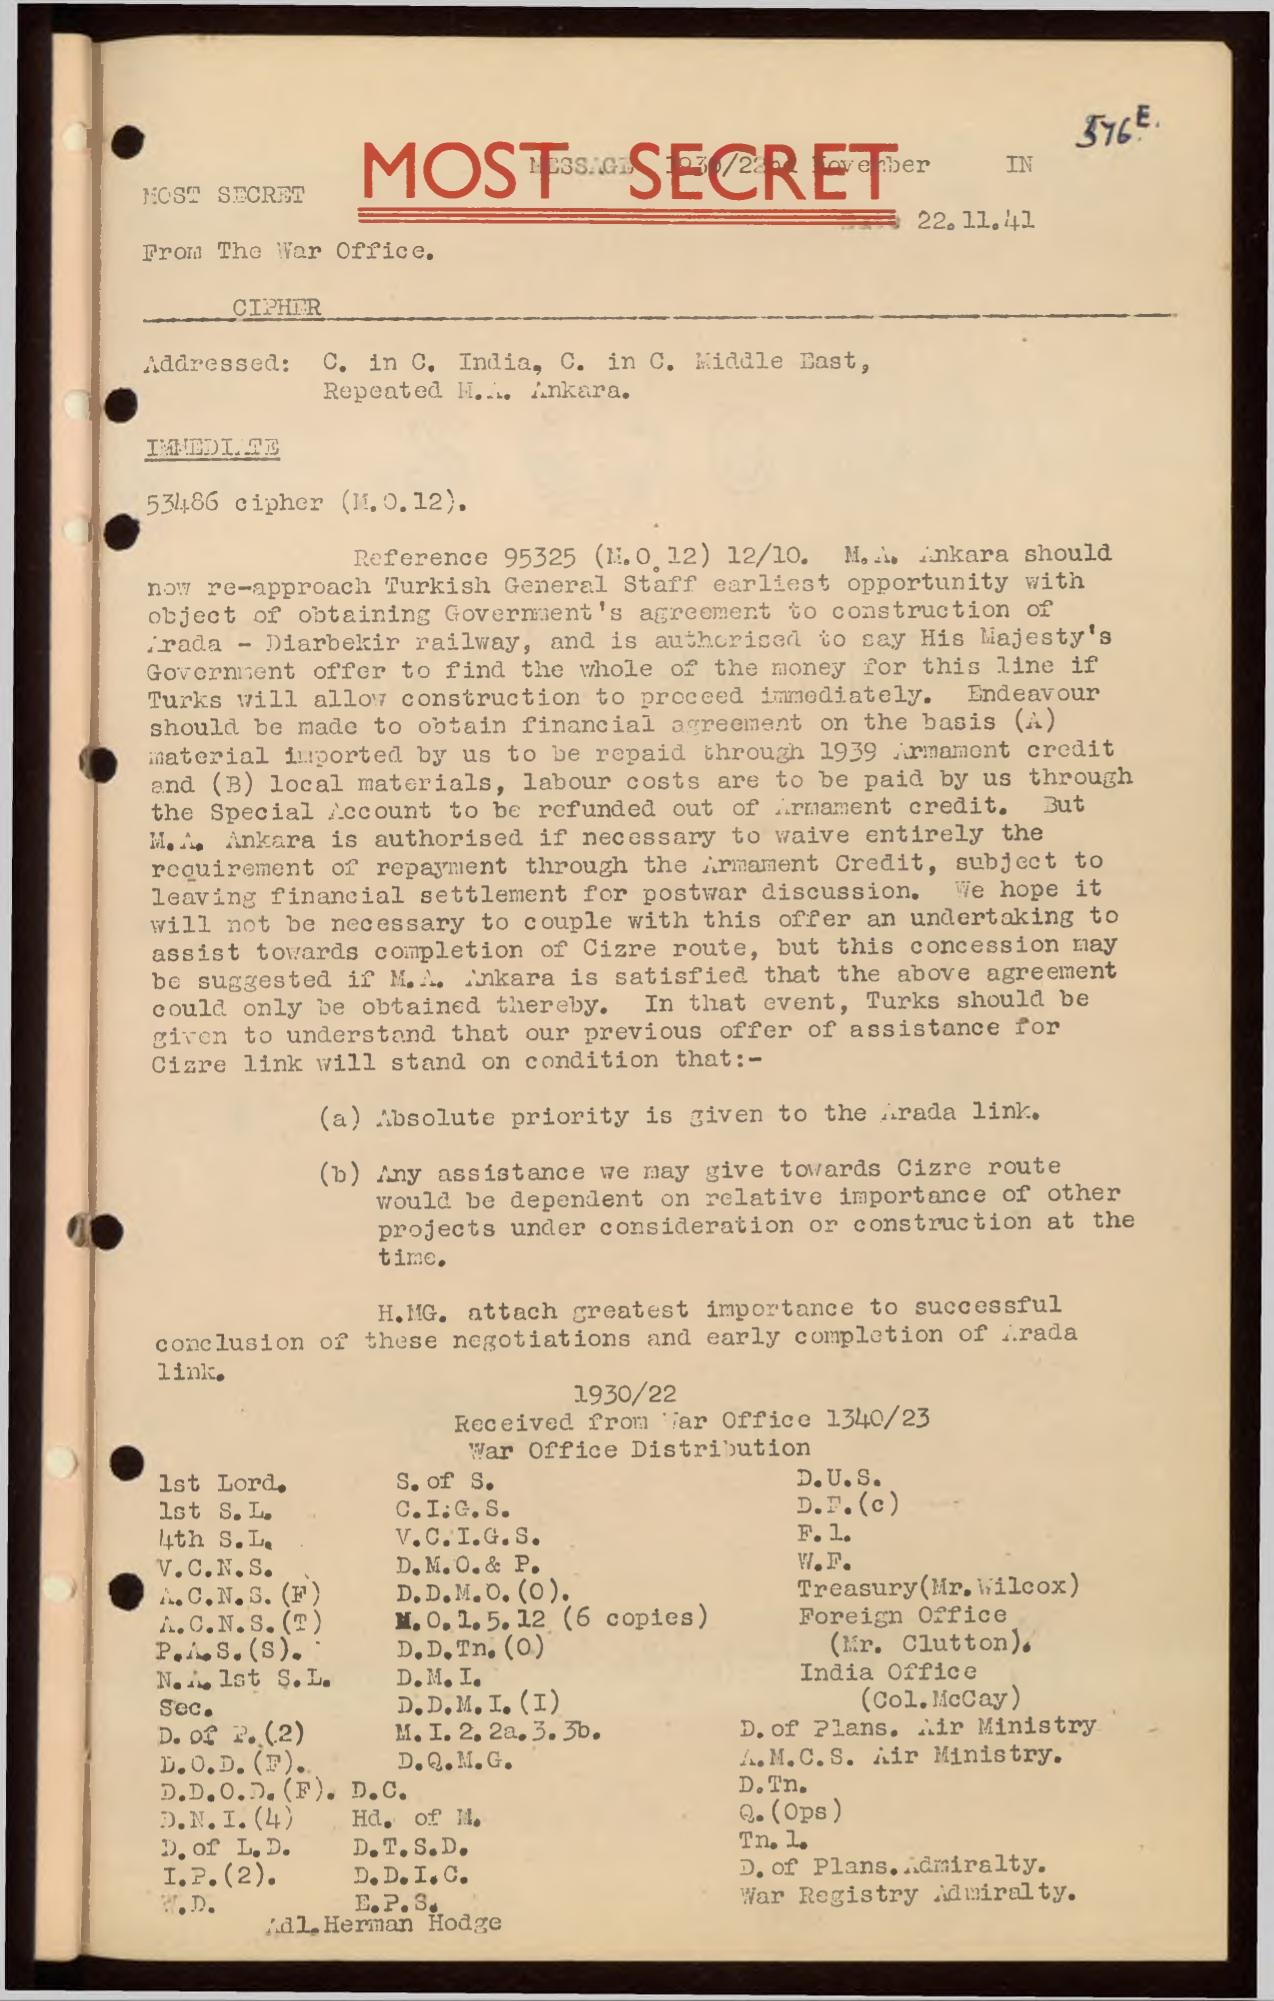 576E.
MOST SECRET
MESSAGE 1930/22nd November IN
MOST SECRET
Date 22.11.41
From The War Office.
CIPHER
Addressed: C. in C. India, C. in C. Middle East,
Repeated M.A. Ankara.
IMMEDIATE
53486 cipher (M.O.12).
Reference 95325 (M.O.12) 12/10. M.A. Ankara should
now re-approach Turkish General Staff earliest opportunity with
object of obtaining Government's agreement to construction of
Arada - Diarbekir railway, and is authorised to say His Majesty's
Government offer to find the whole of the money for this line if
Turks will allow construction to proceed immediately. Endeavour
should be made to obtain financial agreement on the basis (A)
material imported by us to be repaid through 1939 Armament credit
and (B) local materials, labour costs are to be paid by us through
the Special Account to be refunded out of Armament credit. But
M.A. Ankara is authorised if necessary to waive entirely the
requirement of repayment through the Armament Credit, subject to
leaving financial settlement for postwar discussion. We hope it
will not be necessary to couple with this offer an undertaking to
assist towards completion of Cizre route, but this concession may
be suggested if M.A. Ankara is satisfied that the above agreement
could only be obtained thereby. In that event, Turks should be
given to understand that our previous offer of assistance for
Cizre link will stand on condition that:-
(a) Absolute priority is given to the Arada link.
(b) Any assistance we may give towards Cizre route
would be dependent on relative importance of other
projects under consideration or construction at the
time.
H.MG. attach greatest importance to successful
conclusion of these negotiations and early completion of Arada
link.
1930/22
Received from War Office 1340/23
War Office Distribution
1st Lord. S. of S. D.U.S.
1st S.L. C.I.G.S. D.F.(c)
4th S.L. V.C.I.G.S. F.1.
V.C.N.S. D.M.O.& P. W.F.
A.C.N.S.(F) D.D.M.O.(O). Treasury(Mr.Wilcox)
A.C.N.S.(T) M.O.1.5.12 (6 copies) Foreign Office
P.A.S.(S). D.D.Tn.(O) (Mr. Clutton).
N.A.1st S.L. D.M.I. India Office
Sec. D.D.M.I.(I) (Col.McCay)
D. of P.(2) M.I.2.2a.3.3b. D.of Plans. Air Ministry
D.O.D.(F). D.Q.M.G. A.M.C.S. Air Ministry.
D.D.O.D.(F). D.C. D.Tn.
D.N.I.(4) Hd. of M. Q.(Ops)
D.of L.D. D.T.S.D. Tn.1.
I.P.(2). D.D.I.C. D.of Plans.Admiralty.
W.D. E.P.S. War Registry Admiralty.
Adl.Herman Hodge